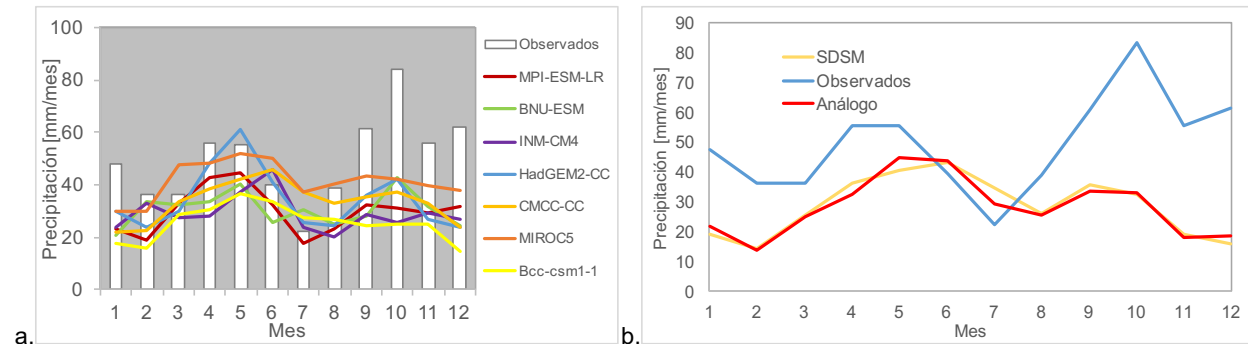 Precipitación [mm/mes]
100
80
60
40
20
0
1 2 3 4 5 6 7 8 9 10 11 12
Mes
Observados
MPI-ESM-LR
BNU-ESM
INM-CM4
HadGEM2-CC
CMCC-CC
MIROC5
Bcc-csm1-1
a.
Precipitación [mm/mes]
90
80
70
60
50
40
30
20
10
0
1 2 3 4 5 6 7 8 9 10 11 12
Mes
SDSM
Observados
Análogo
b.